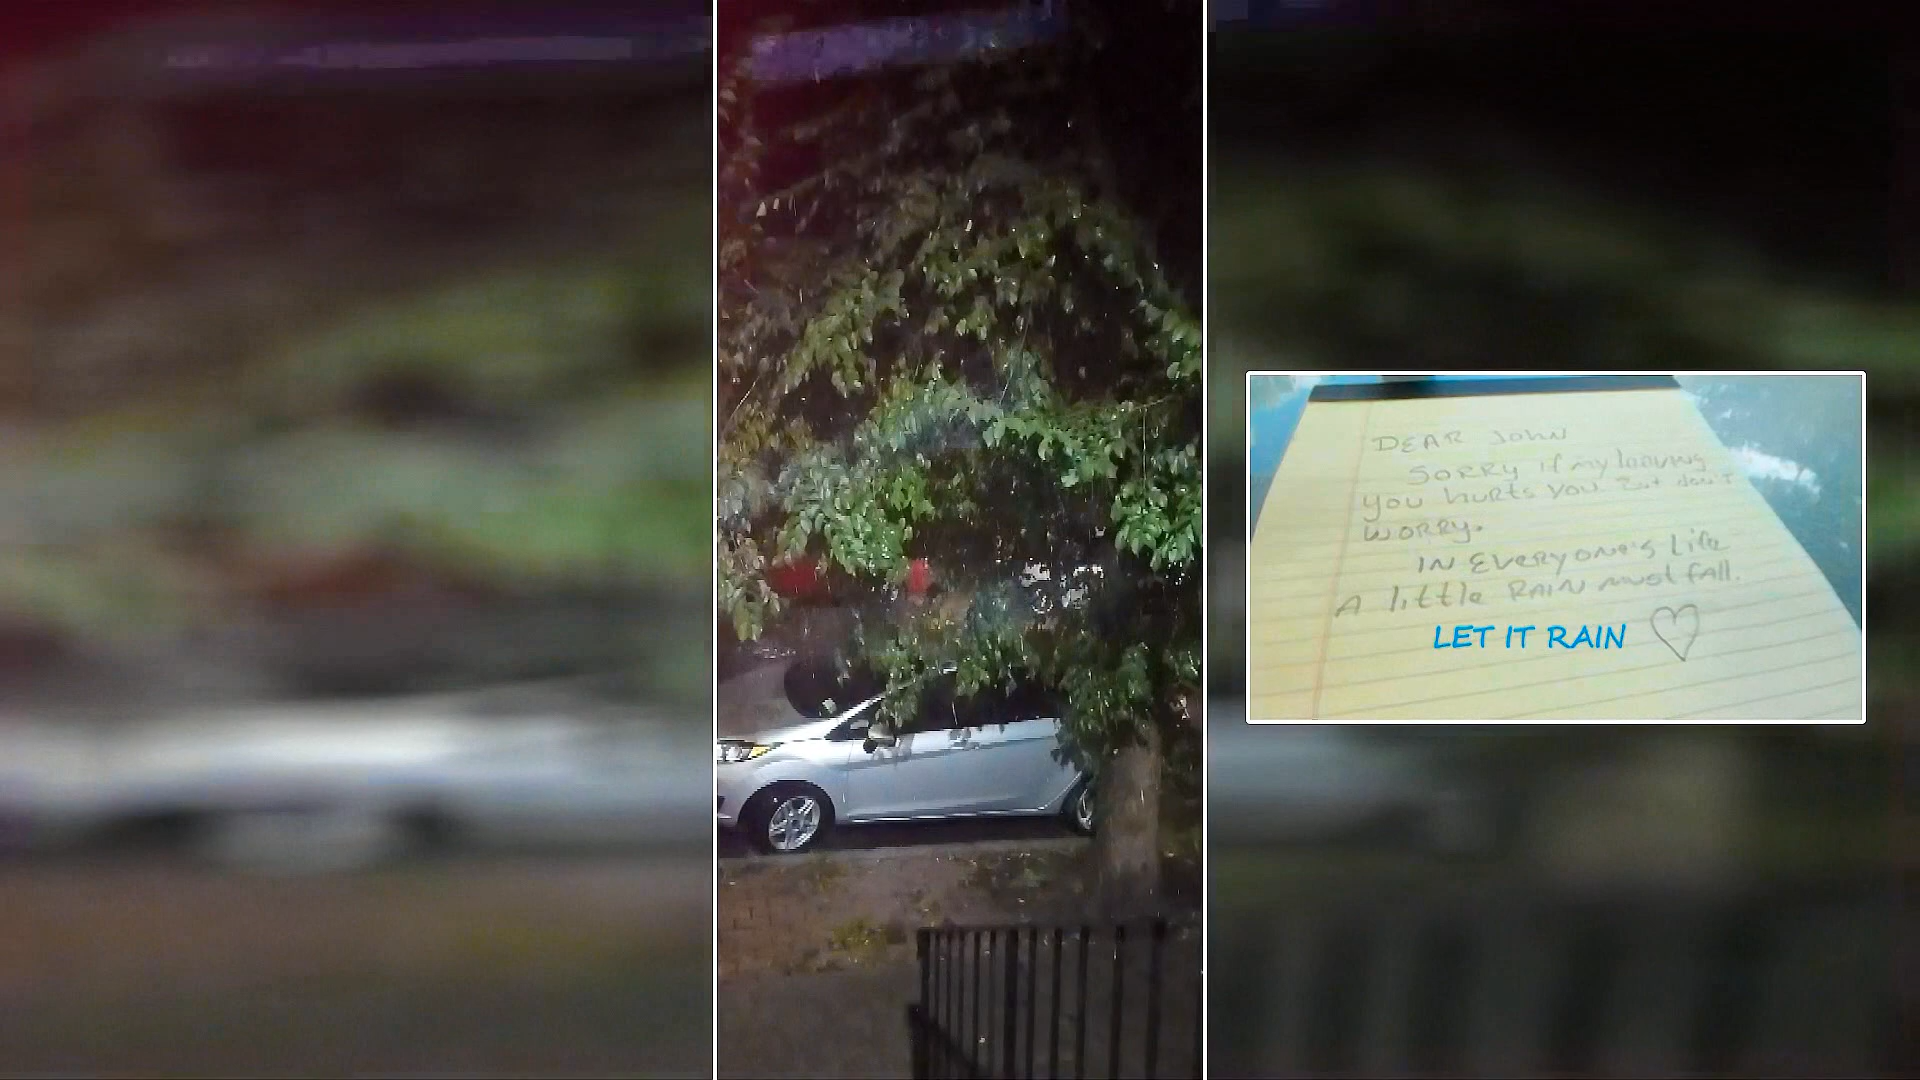 DEAR JOHN
SORRY if my leaving
you hurts you But don't
WORRY.
IN EVERYONE'S Life
A little RAIN must fall.
LET IT RAIN